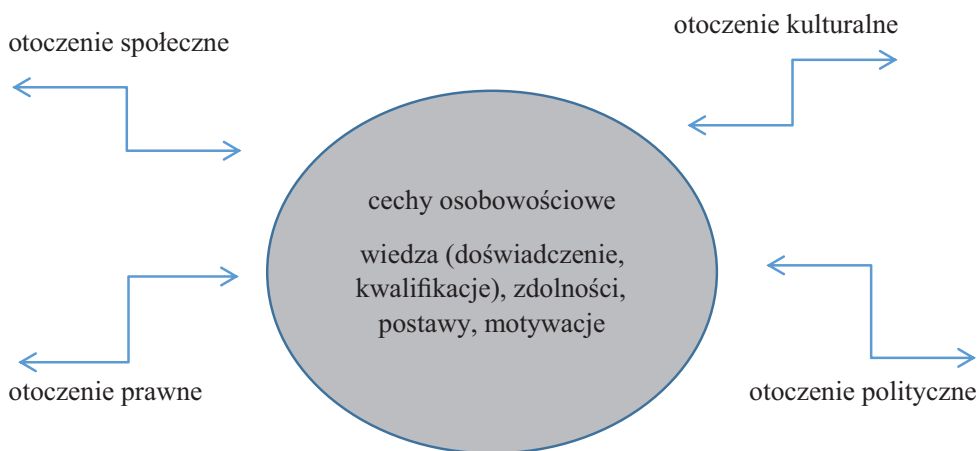 otoczenie społeczne
otoczenie kulturalne
cechy osobowościowe
wiedza (doświadczenie,
kwalifikacje), zdolności,
postawy, motywacje
otoczenie prawne
otoczenie polityczne